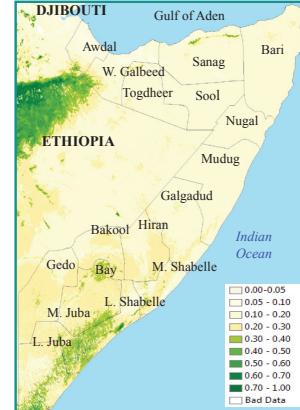 DJIBOUTI
Gulf of Aden
Awdal
Bari
Sanag
W. Galbeed
Togdheer
Sool
Nugal
ETHIOPIA
Mudug
Galgadud
Hiran
Bakool
Indian
Ocean
Gedo
Bay
M. Shabelle
L. Shabelle
M. Juba
L. Juba
0.00-0.05
0.05 - 0.10
0.10 - 0.20
0.20 - 0.30
0.30 - 0.40
0.40 - 0.50
0.50 - 0.60
0.60 - 0.70
0.70 - 1.00
Bad Data